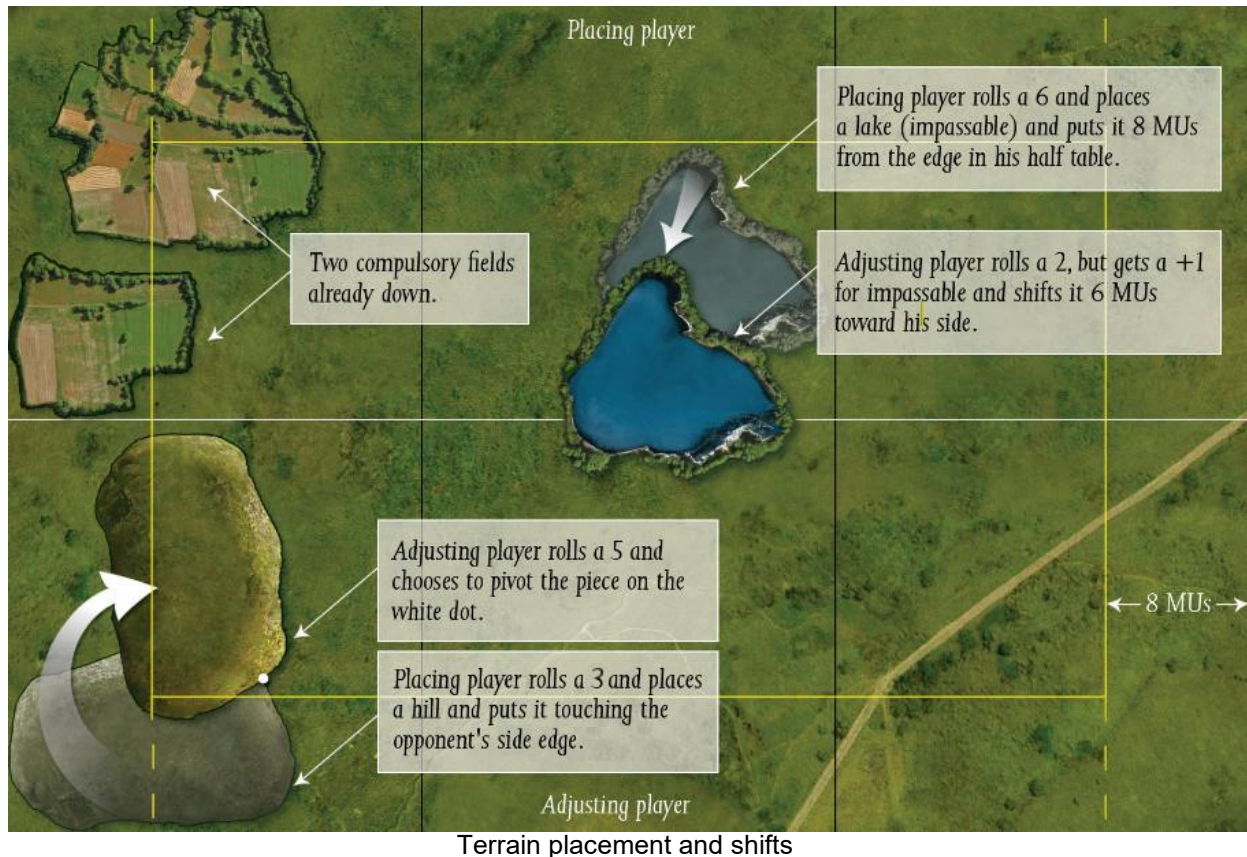 Placing player
Placing player rolls a 6 and places
a lake (impassable) and puts it 8 MUs
from the edge in his half table.
Two compulsory fields
already down.
Adjusting player rolls a 2, but gets a +1
for impassable and shifts it 6 MUs
toward his side.
Adjusting player rolls a 5 and
chooses to pivot the piece on the
white dot.
8 MUs
Placing player rolls a 3 and places
a hill and puts it touching the
opponent's side edge.
Adjusting player
Terrain placement and shifts